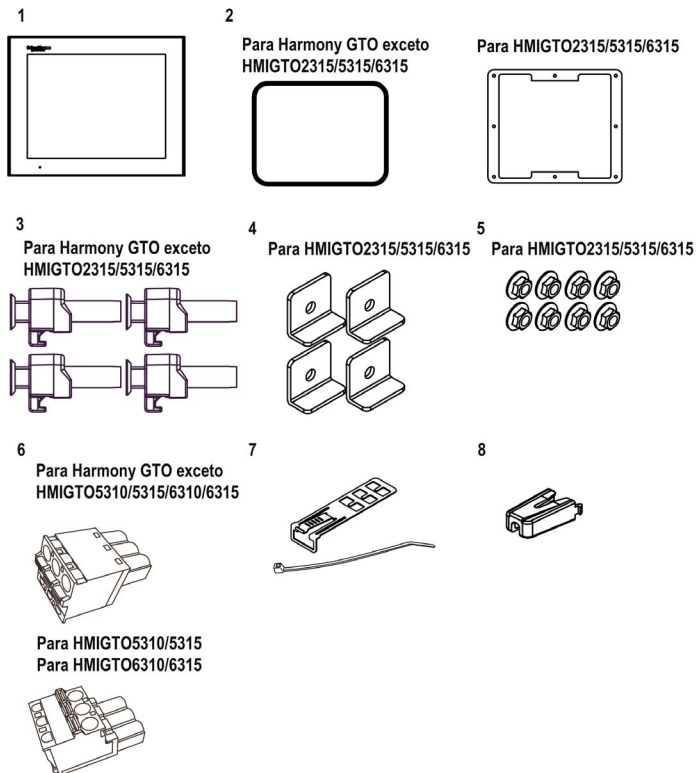 1
2
Para Harmony GTO exceto
HMIGTO2315/5315/6315
Para HMIGTO2315/5315/6315
3
Para Harmony GTO exceto
HMIGTO2315/5315/6315
4
Para HMIGTO2315/5315/6315
5
Para HMIGTO2315/5315/6315
6
Para Harmony GTO exceto
HMIGTO5310/5315/6310/6315
Para HMIGTO5310/5315
Para HMIGTO6310/6315
7
8